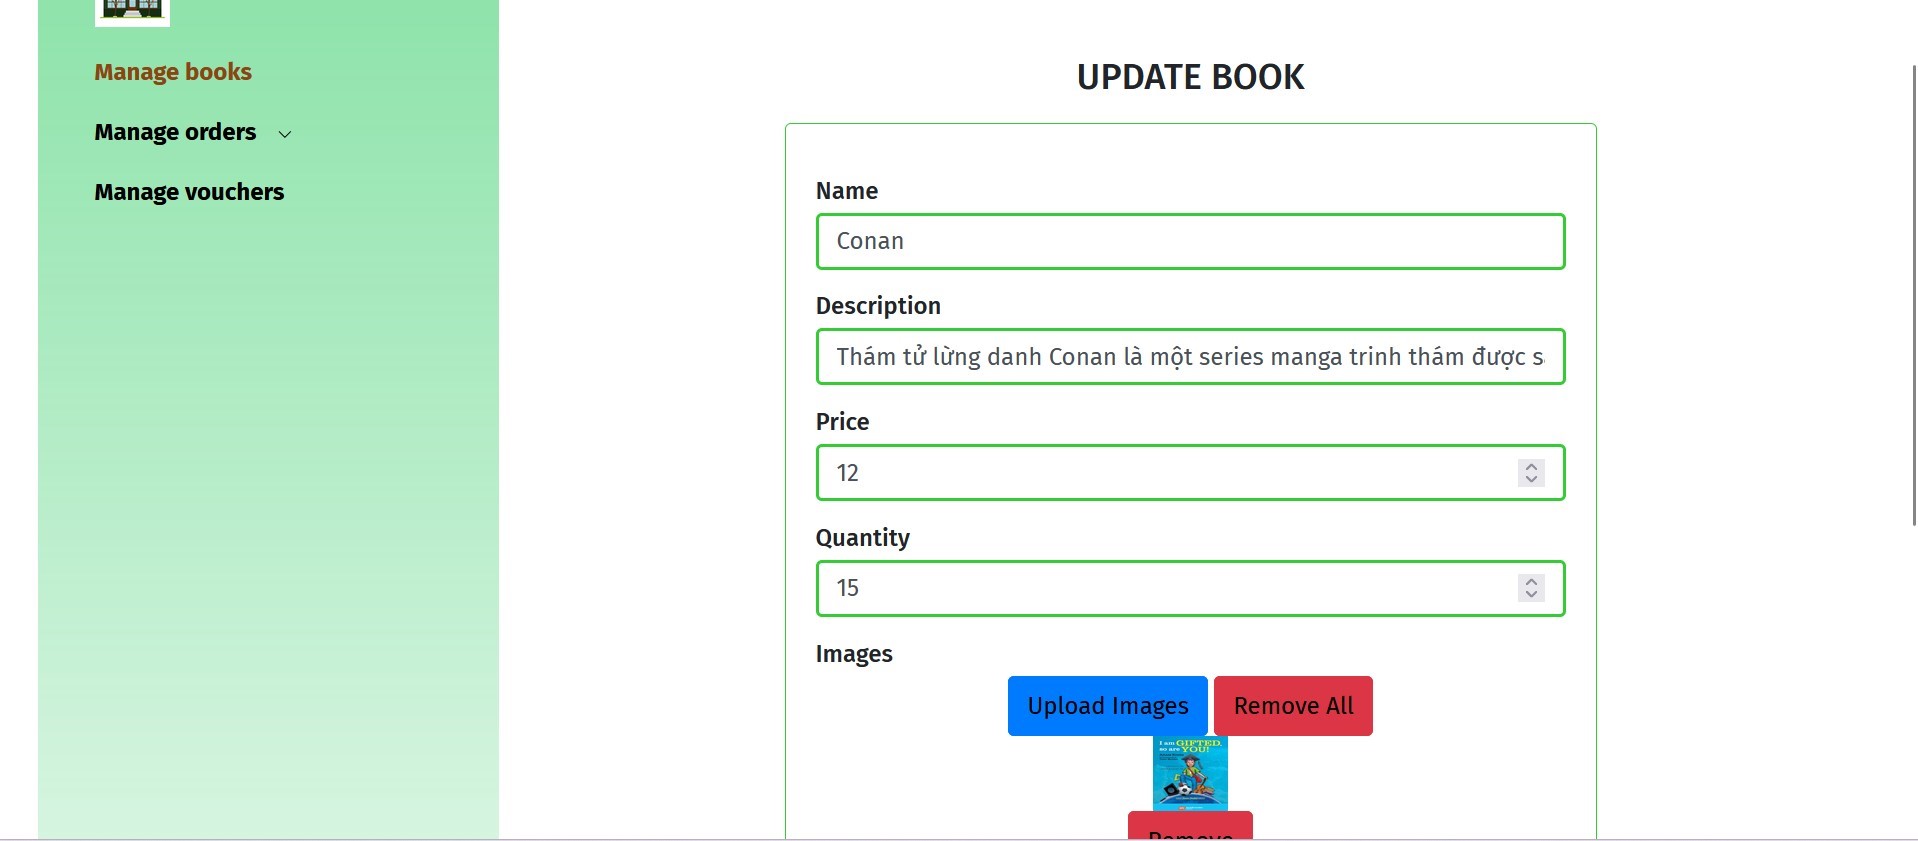 Manage books
Manage orders
Manage vouchers
UPDATE BOOK
Name
Conan
Description
Thám tử lừng danh Conan là một series manga trinh thám được s
Price
12
Quantity
15
Images
Upload Images
Remove All
I am GIFTED,
so are YOU!
Remove